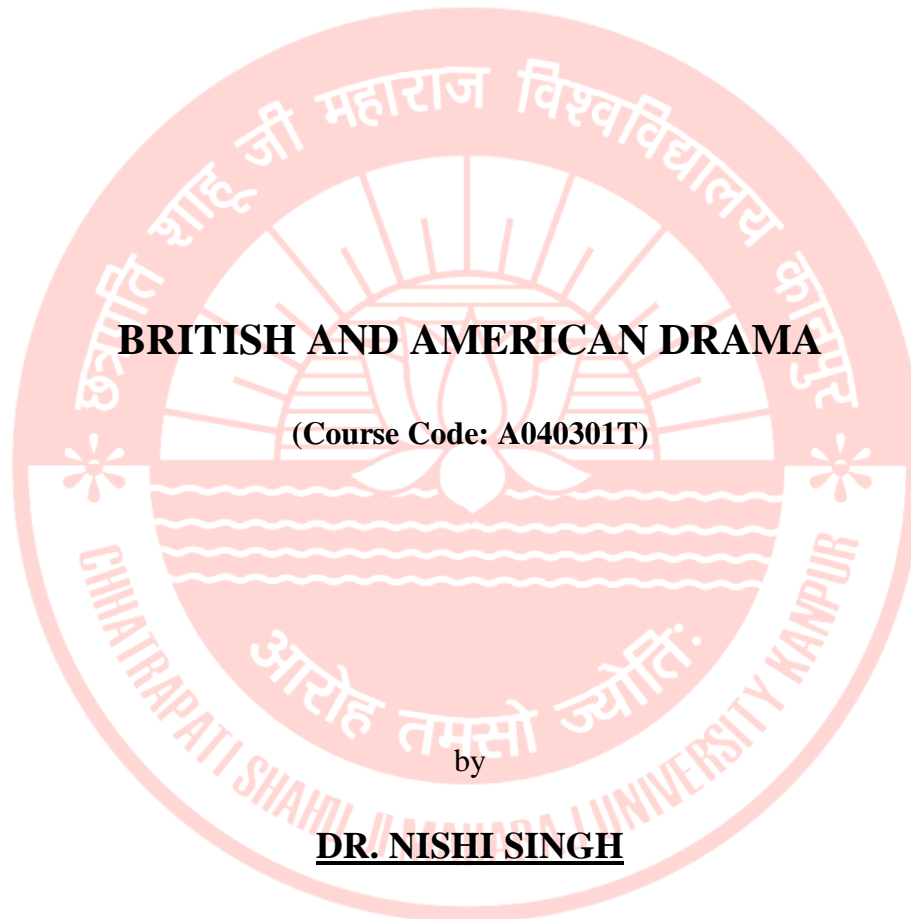 छत्रपति शाहू जी महाराज विश्वविद्यालय कानपुर
BRITISH AND AMERICAN DRAMA
(Course Code: A040301T)
आरोह तमसो ज्योतिः
by
CHHATRAPATI SHAHU JI MAHARAJ UNIVERSITY KANPUR
DR. NISHI SINGH